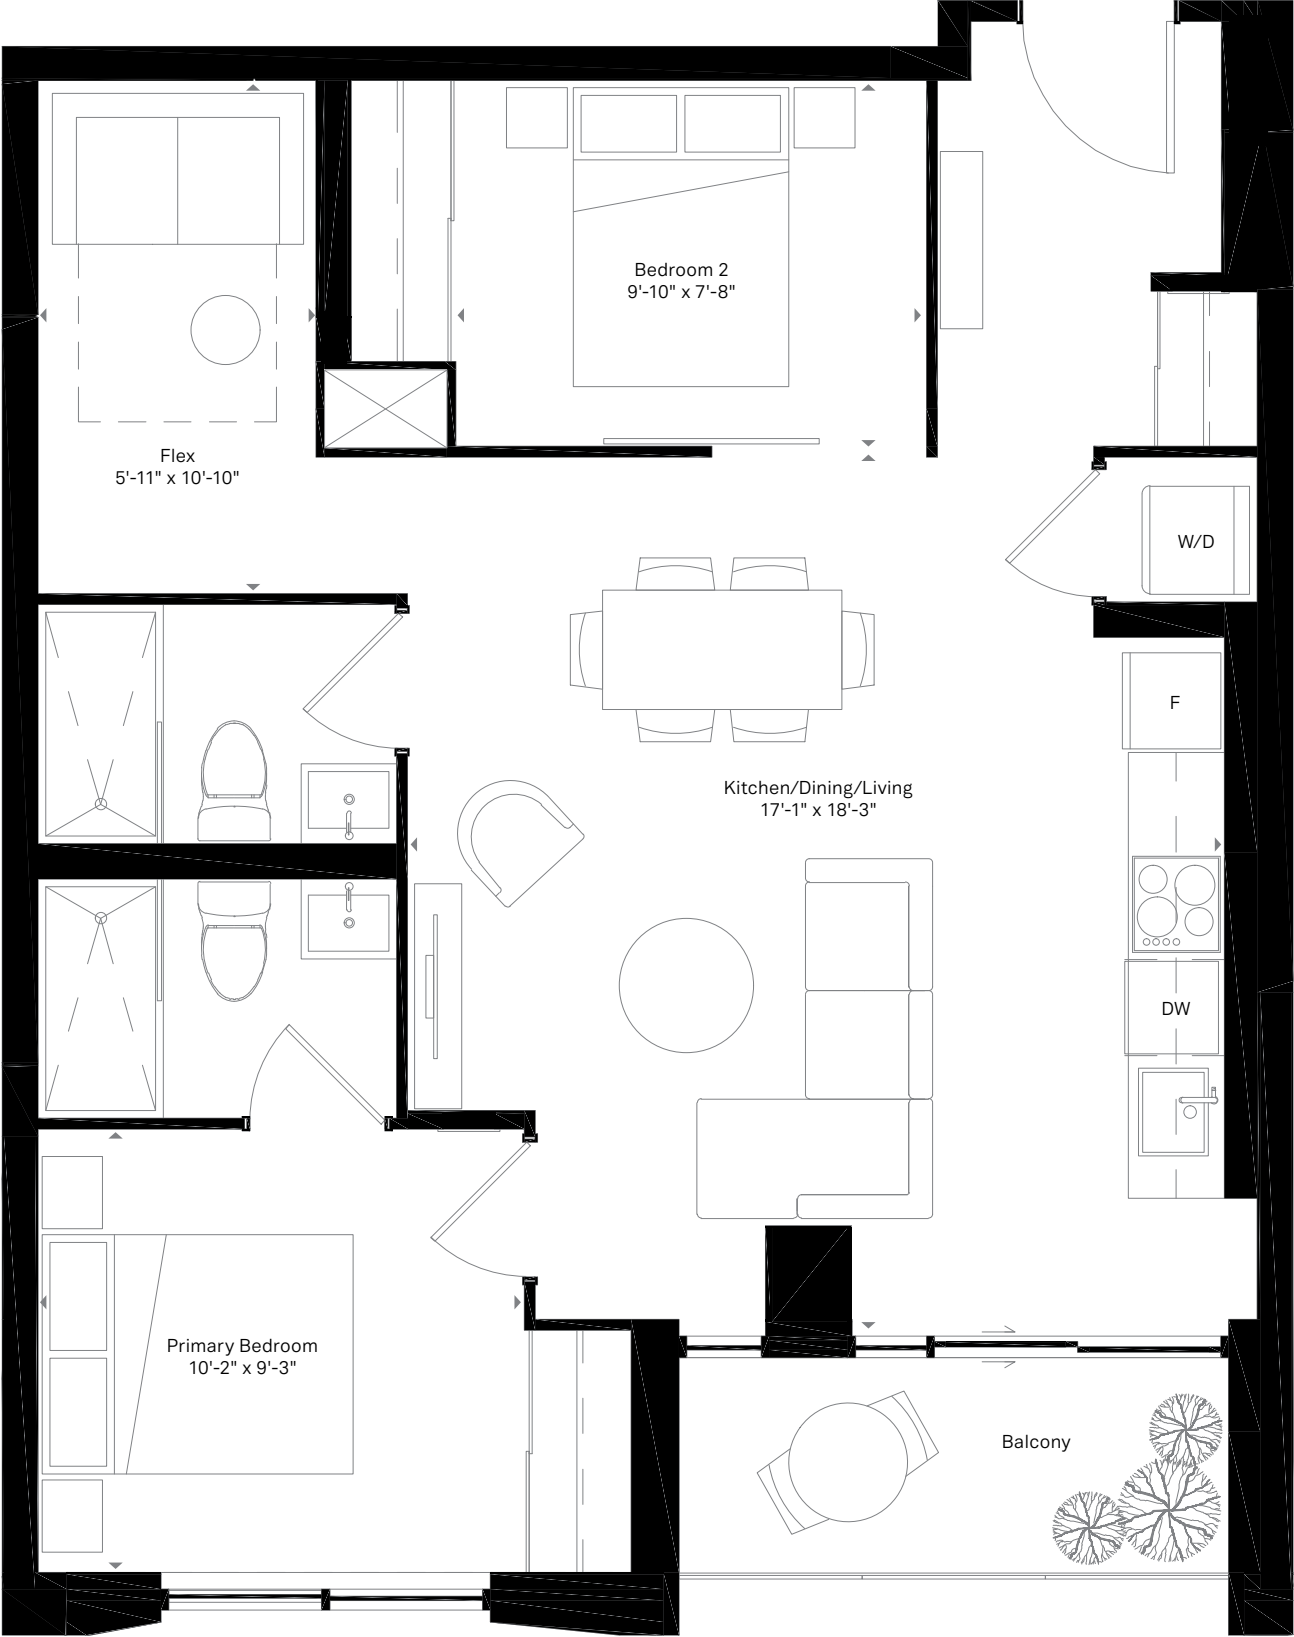 Bedroom 2
9'-10" x 7'-8"
Flex
5'-11" x 10'-10"
W/D
F
Kitchen/Dining/Living
17'-1" x 18'-3"
DW
Primary Bedroom
10'-2" x 9'-3"
Balcony